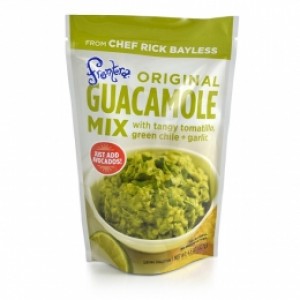 FROM CHEF RICK BAYLESS
Frontera
ORIGINAL
GUACAMOLE
MIX with tangy tomatillo,
green chile + garlic
JUST ADD
AVOCADOS!